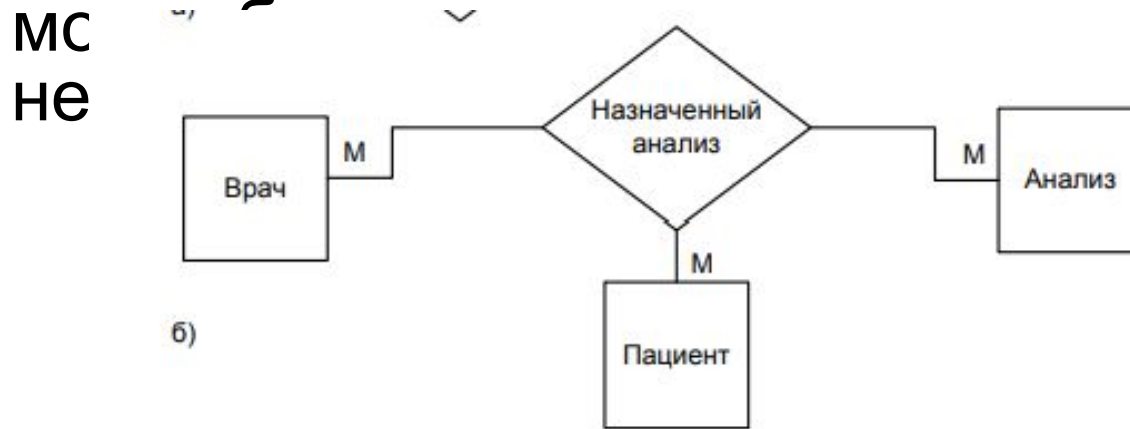 Назначенный
анализ
М
М
Врач
Анализ
М
б)
Пациент